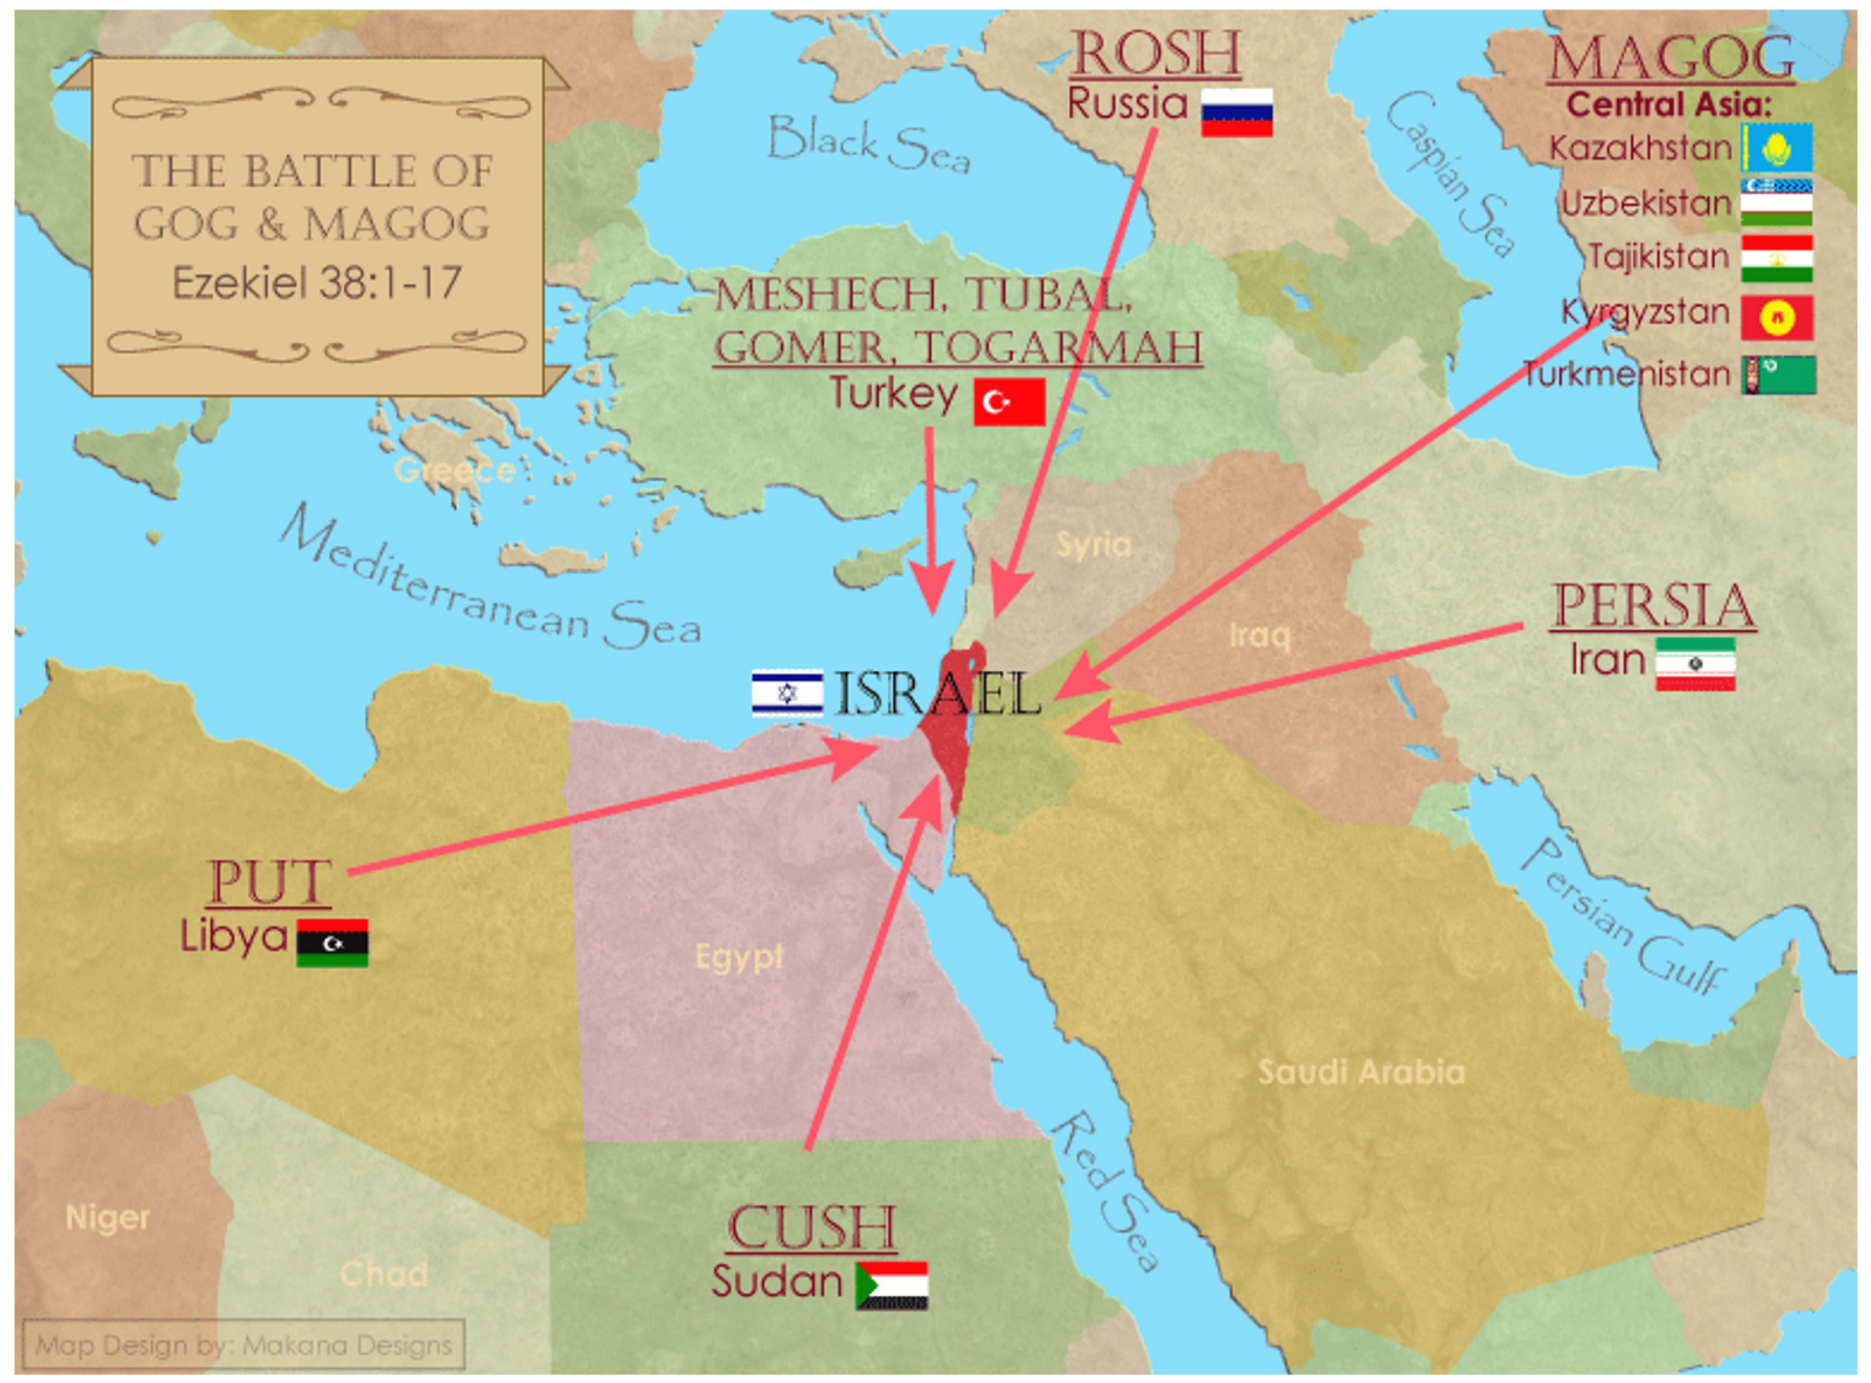 THE BATTLE OF
GOG & MAGOG
Ezekiel 38:1-17
ROSH
Russia
MAGOG
Central Asia:
Kazakhstan
Uzbekistan
Tajikistan
Kyrgyzstan
Turkmenistan
Black Sea
Caspian Sea
MESHECH, TUBAL,
GOMER, TOGARMAH
Turkey
Greece
Mediterranean Sea
Syria
Iraq
PERSIA
Iran
ISRAEL
PUT
Libya
Egypt
Persian Gulf
Saudi Arabia
Red Sea
Niger
Chad
CUSH
Sudan
Map Design by: Makana Designs